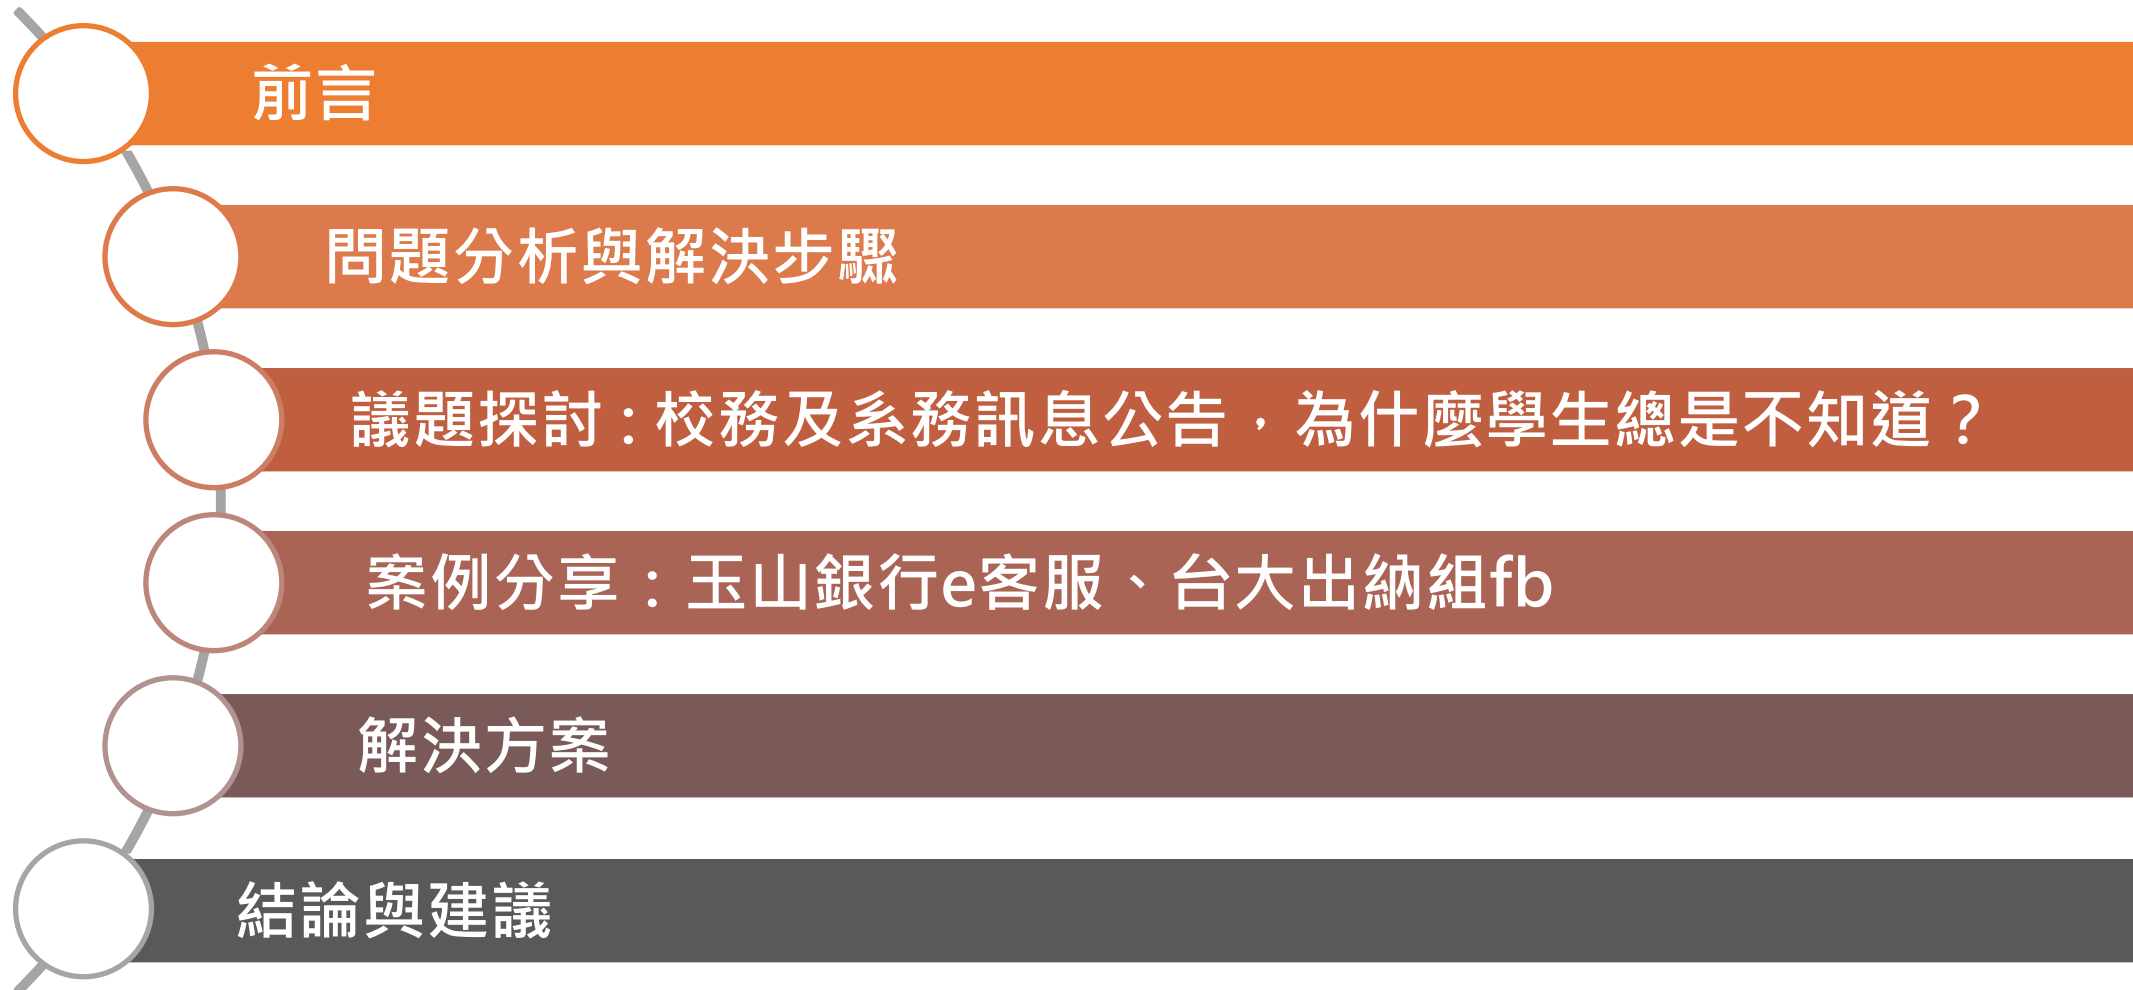 前言
問題分析與解決步驟
議題探討：校務及系務訊息公告，為什麼學生總是不知道？
案例分享：玉山銀行e客服、台大出納組fb
解決方案
結論與建議